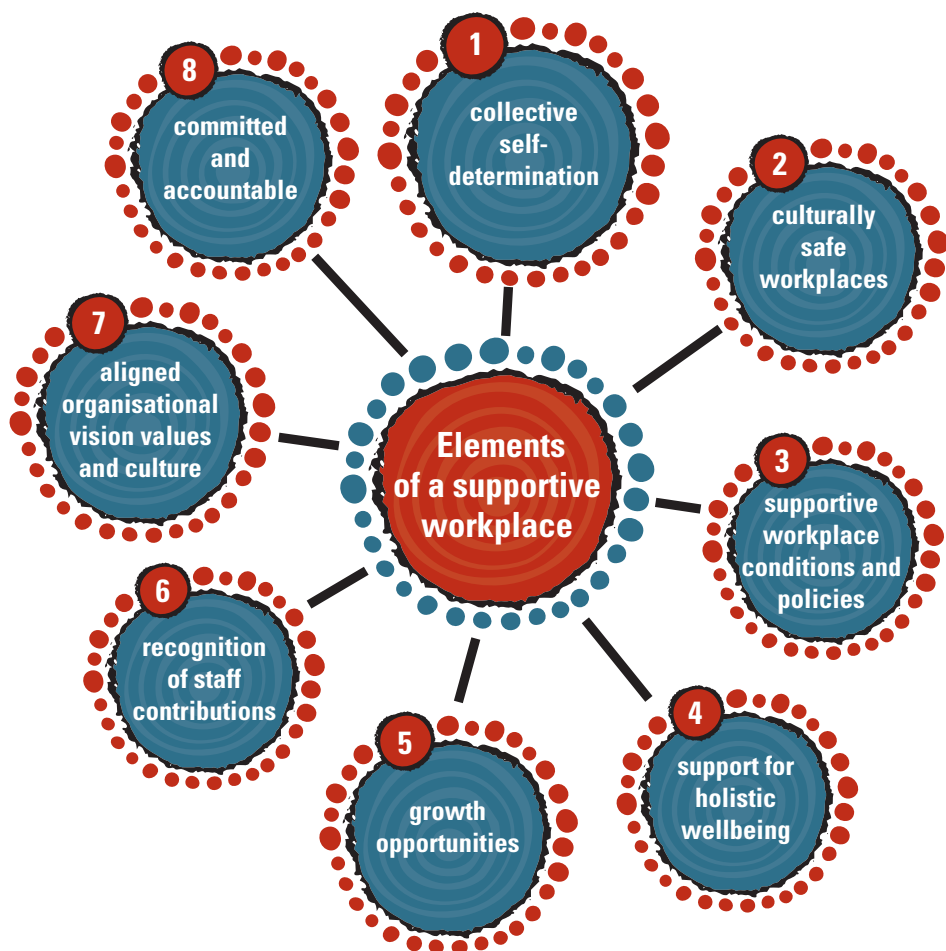 Elements
of a supportive
workplace
1
collective
self-
determination
2
culturally
safe
workplaces
3
supportive
workplace
conditions and
policies
4
support for
holistic
wellbeing
5
growth
opportunities
6
recognition
of staff
contributions
7
aligned
organisational
vision values
and culture
8
committed
and
accountable